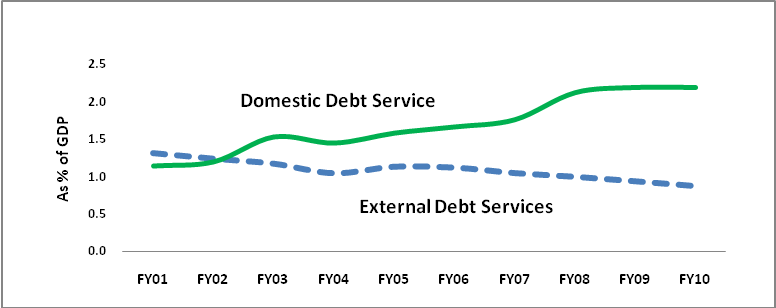 2.5
2.0
1.5
1.0
0.5
0.0
As % of GDP
Domestic Debt Service
External Debt Services
FY01 FY02 FY03 FY04 FY05 FY06 FY07 FY08 FY09 FY10